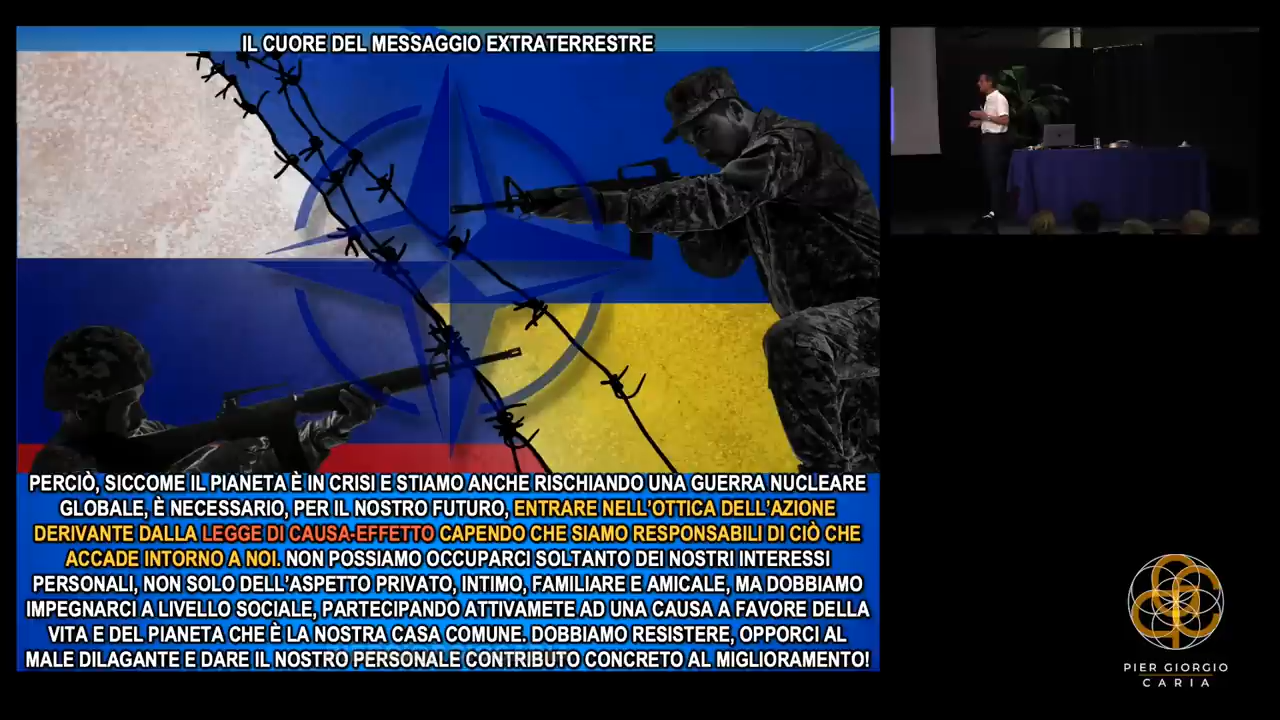 IL CUORE DEL MESSAGGIO EXTRATERRESTRE
PERCIÒ, SICCOME IL PIANETA È IN CRISI E STIAMO ANCHE RISCHIANDO UNA GUERRA NUCLEARE
GLOBALE, È NECESSARIO, PER IL NOSTRO FUTURO, ENTRARE NELL'OTTICA DELL'AZIONE
DERIVANTE DALLA LEGGE DI CAUSA-EFFETTO CAPENDO CHE SIAMO RESPONSABILI DI CIÒ CHE
ACCADE INTORNO A NOI. NON POSSIAMO OCCUPARCI SOLTANTO DEI NOSTRI INTERESSI
PERSONALI, NON SOLO DELL'ASPETTO PRIVATO, INTIMO, FAMILIARE E AMICALE, MA DOBBIAMO
IMPEGNARCI A LIVELLO SOCIALE, PARTECIPANDO ATTIVAMETE AD UNA CAUSA A FAVORE DELLA
VITA E DEL PIANETA CHE È LA NOSTRA CASA COMUNE. DOBBIAMO RESISTERE, OPPORCI AL
MALE DILAGANTE E DARE IL NOSTRO PERSONALE CONTRIBUTO CONCRETO AL MIGLIORAMENTO!
PIER GIORGIO
CARIA